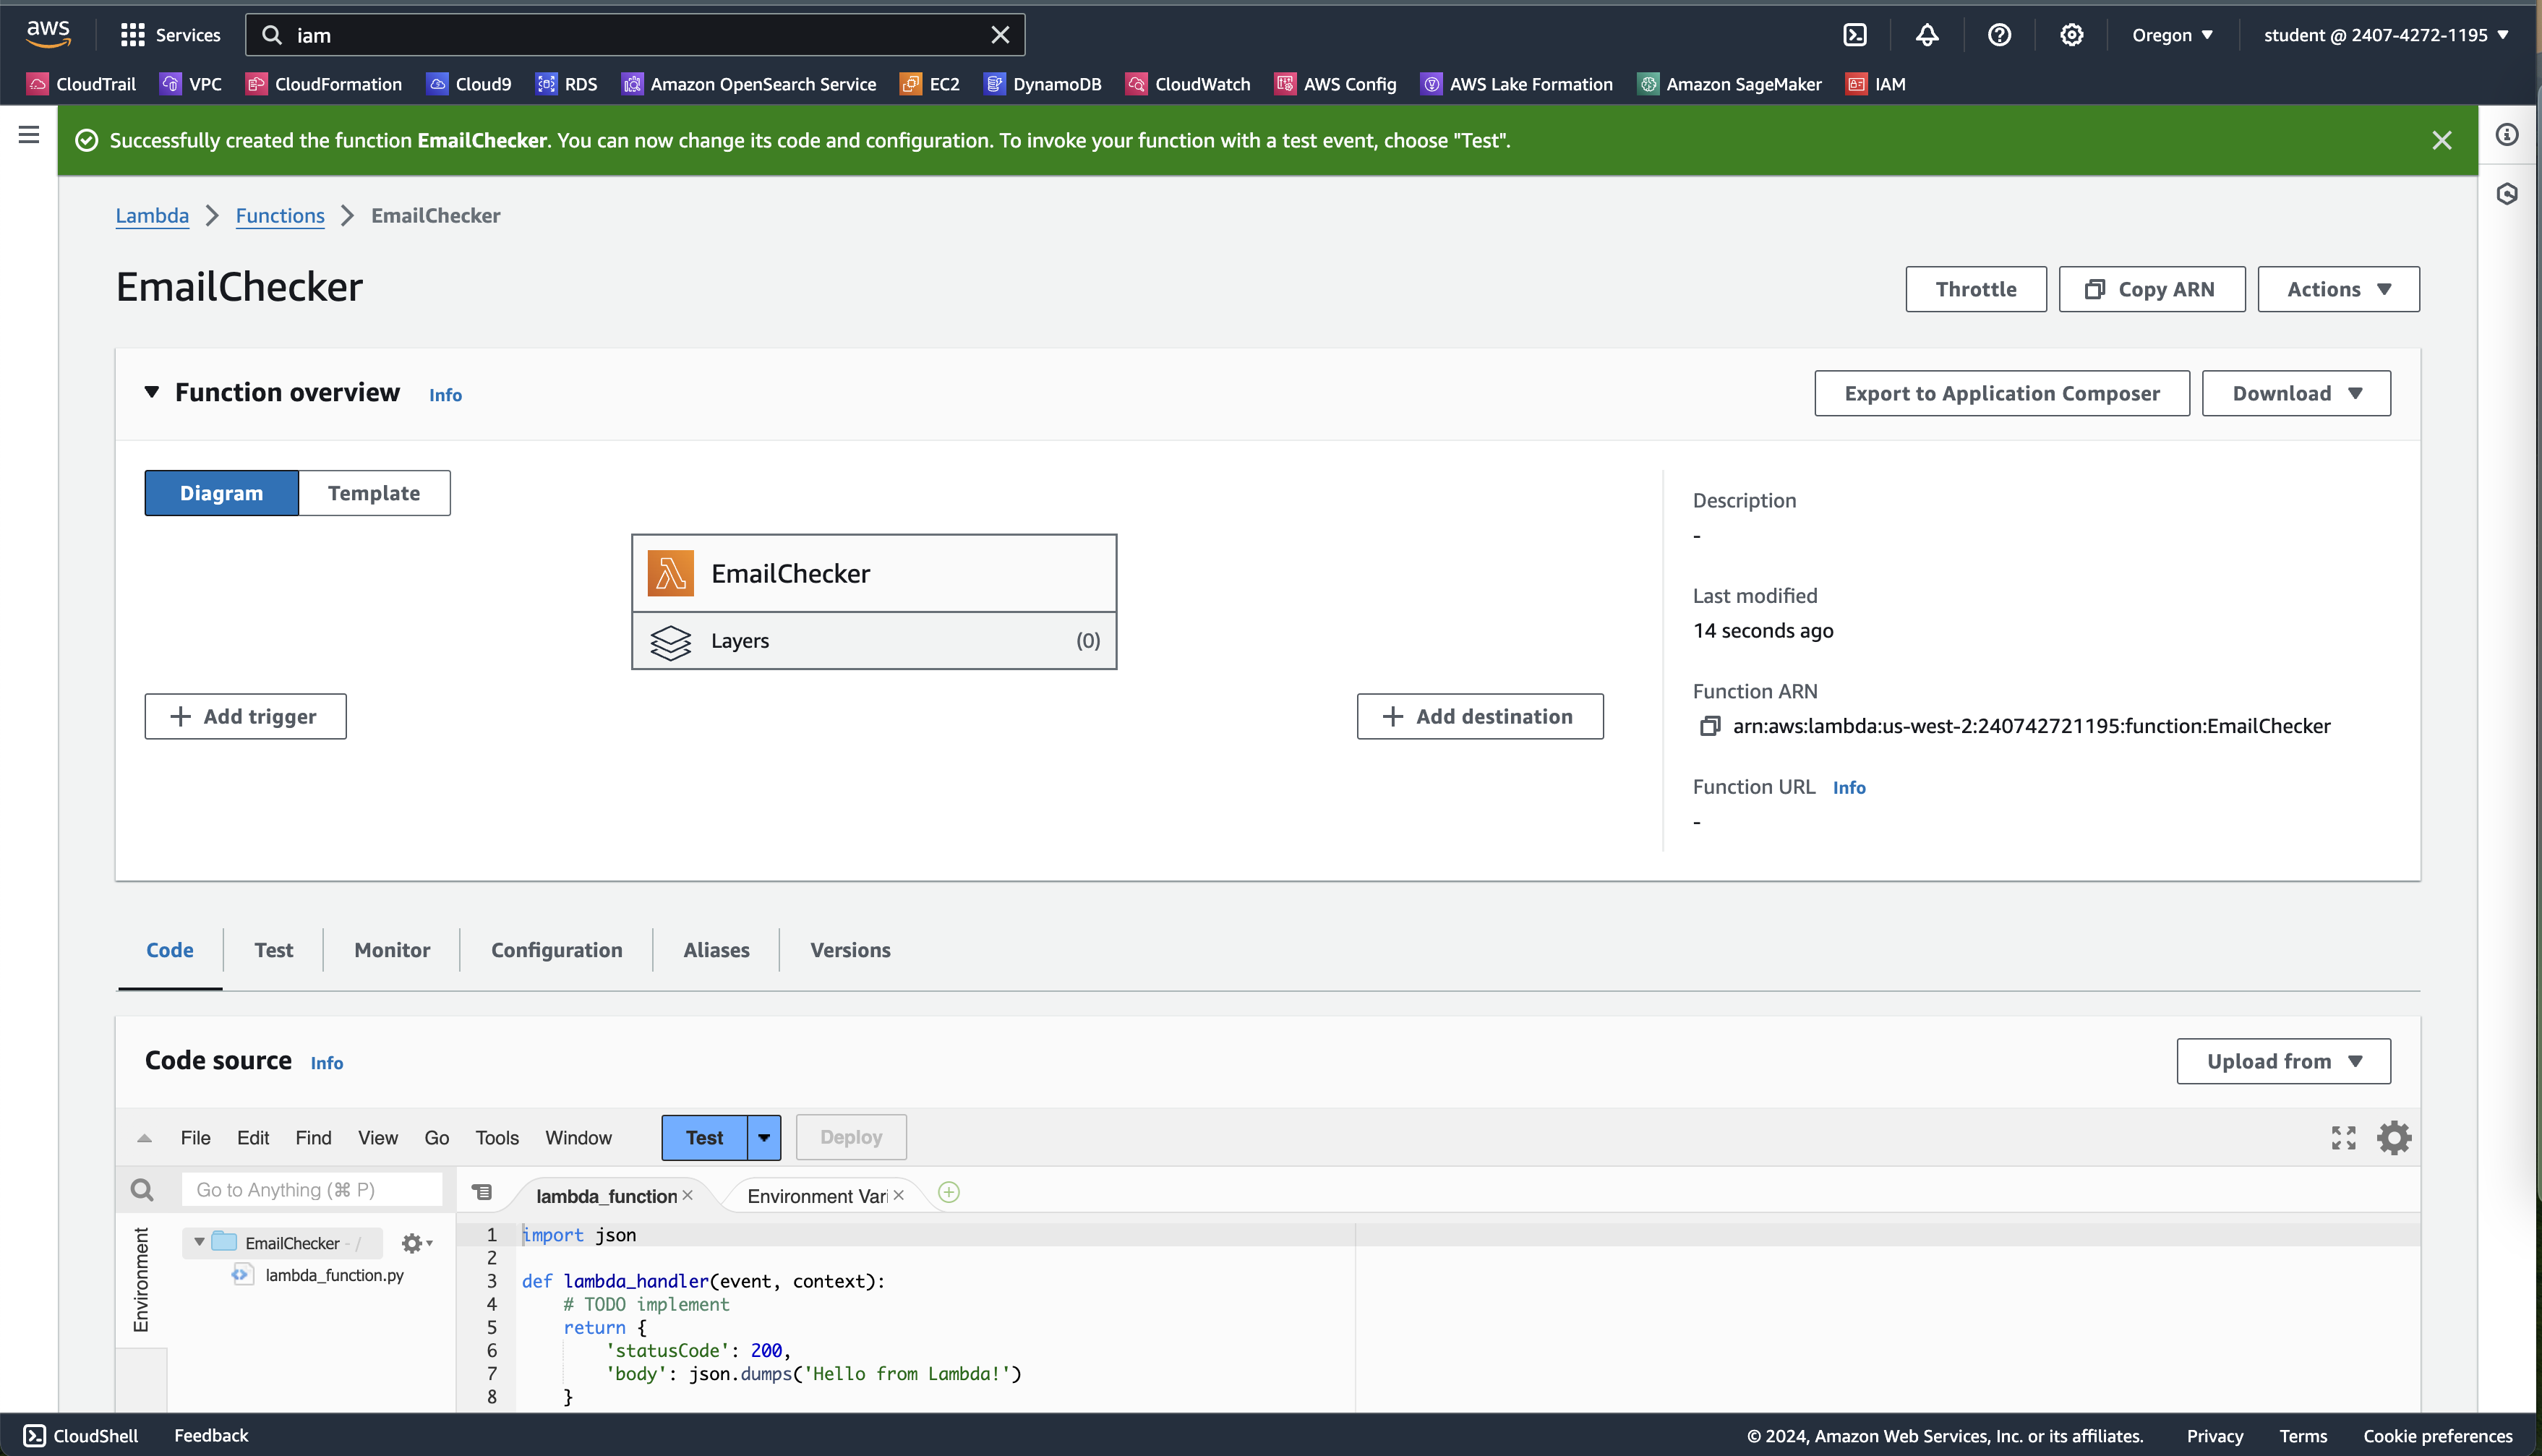 aws
Services
iam
Oregon
student @ 2407-4272-1195
CloudTrail VPC CloudFormation Cloud9 RDS Amazon OpenSearch Service EC2 DynamoDB CloudWatch AWS Config AWS Lake Formation Amazon SageMaker IAM
Successfully created the function EmailChecker. You can now change its code and configuration. To invoke your function with a test event, choose "Test".
Lambda Functions EmailChecker
EmailChecker
Throttle Copy ARN Actions
Function overview Info
Export to Application Composer Download
Diagram Template
EmailChecker
Layers (0)
Add trigger
Add destination
Description
-
Last modified
14 seconds ago
Function ARN
arn:aws:lambda:us-west-2:240742721195:function:EmailChecker
Function URL Info
-
Code Test Monitor Configuration Aliases Versions
Code source Info
Upload from
File Edit Find View Go Tools Window Test Deploy
Go to Anything (⌘ P)
lambda_function Environment Var
Environment
EmailChecker - /
lambda_function.py
1 import json
2
3 def lambda_handler(event, context):
4 # TODO implement
5 return {
6 'statusCode': 200,
7 'body': json.dumps('Hello from Lambda!')
8 }
CloudShell Feedback
© 2024, Amazon Web Services, Inc. or its affiliates. Privacy Terms Cookie preferences